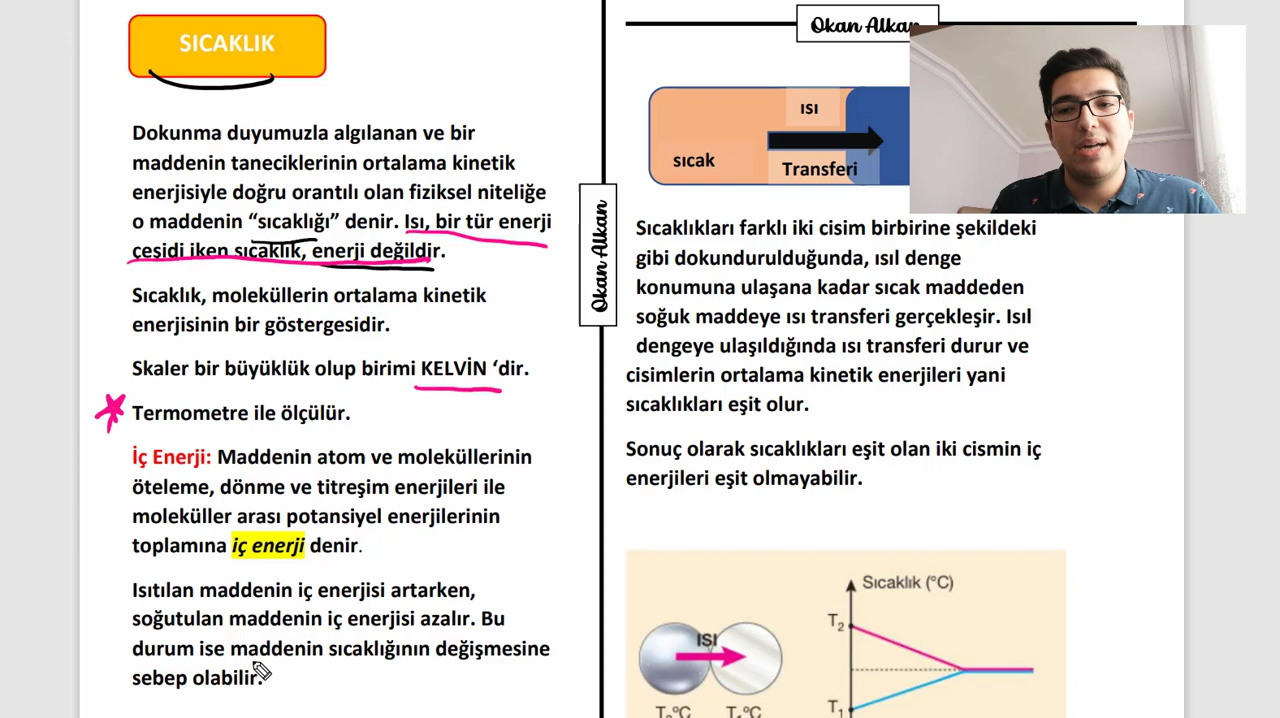 SICAKLIK
Dokunma duyumuzla algılanan ve bir
maddenin taneciklerinin ortalama kinetik
enerjisiyle doğru orantılı olan fiziksel niteliğe
o maddenin “sıcaklığı” denir. Isı, bir tür enerji
çeşidi iken sıcaklık, enerji değildir.
Sıcaklık, moleküllerin ortalama kinetik
enerjisinin bir göstergesidir.
Skaler bir büyüklük olup birimi KELVİN ‘dir.
Termometre ile ölçülür.
İç Enerji: Maddenin atom ve moleküllerinin
öteleme, dönme ve titreşim enerjileri ile
moleküller arası potansiyel enerjilerinin
toplamına iç enerji denir.
Isıtılan maddenin iç enerjisi artarken,
soğutulan maddenin iç enerjisi azalır. Bu
durum ise maddenin sıcaklığının değişmesine
sebep olabilir.
Okan Alkan
Okan Alkan
ISI
sıcak
Transferi
Sıcaklıkları farklı iki cisim birbirine şekildeki
gibi dokundurulduğunda, ısıl denge
konumuna ulaşana kadar sıcak maddeden
soğuk maddeye ısı transferi gerçekleşir. Isıl
dengeye ulaşıldığında ısı transferi durur ve
cisimlerin ortalama kinetik enerjileri yani
sıcaklıkları eşit olur.
Sonuç olarak sıcaklıkları eşit olan iki cismin iç
enerjileri eşit olmayabilir.
Sıcaklık (°C)
T₂
ISI
T₁
T₂°C T₁°C